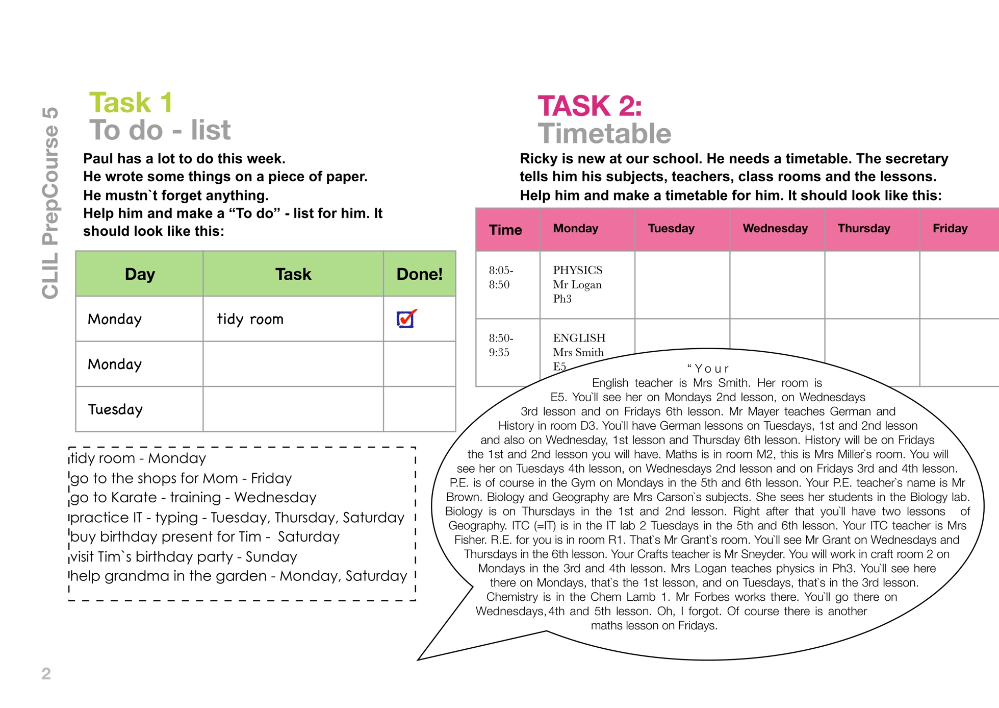 CLIL PrepCourse 5
Task 1
To do - list
Paul has a lot to do this week.
He wrote some things on a piece of paper.
He mustn`t forget anything.
Help him and make a “To do” - list for him. It
should look like this:
Day Task Done!
Monday tidy room
Monday
Tuesday
tidy room - Monday
go to the shops for Mom - Friday
go to Karate - training - Wednesday
practice IT - typing - Tuesday, Thursday, Saturday
buy birthday present for Tim - Saturday
visit Tim`s birthday party - Sunday
help grandma in the garden - Monday, Saturday
TASK 2:
Timetable
Ricky is new at our school. He needs a timetable. The secretary
tells him his subjects, teachers, class rooms and the lessons.
Help him and make a timetable for him. It should look like this:
Time Monday Tuesday Wednesday Thursday Friday
8:05- PHYSICS
8:50 Mr Logan
Ph3
8:50- ENGLISH
9:35 Mrs Smith
E5
“Your
English teacher is Mrs Smith. Her room is
E5. You`ll see her on Mondays 2nd lesson, on Wednesdays
3rd lesson and on Fridays 6th lesson. Mr Mayer teaches German and
History in room D3. You`ll have German lessons on Tuesdays, 1st and 2nd lesson
and also on Wednesday, 1st lesson and Thursday 6th lesson. History will be on Fridays
the 1st and 2nd lesson you will have. Maths is in room M2, this is Mrs Miller`s room. You will
see her on Tuesdays 4th lesson, on Wednesdays 2nd lesson and on Fridays 3rd and 4th lesson.
P.E. is of course in the Gym on Mondays in the 5th and 6th lesson. Your P.E. teacher`s name is Mr
Brown. Biology and Geography are Mrs Carson`s subjects. She sees her students in the Biology lab.
Biology is on Thursdays in the 1st and 2nd lesson. Right after that you`ll have two lessons of
Geography. ITC (=IT) is in the IT lab 2 Tuesdays in the 5th and 6th lesson. Your ITC teacher is Mrs
Fisher. R.E. for you is in room R1. That`s Mr Grant`s room. You`ll see Mr Grant on Wednesdays and
Thursdays in the 6th lesson. Your Crafts teacher is Mr Sneyder. You will work in craft room 2 on
Mondays in the 3rd and 4th lesson. Mrs Logan teaches physics in Ph3. You`ll see here
there on Mondays, that`s the 1st lesson, and on Tuesdays, that`s in the 3rd lesson.
Chemistry is in the Chem Lamb 1. Mr Forbes works there. You`ll go there on
Wednesdays,4th and 5th lesson. Oh, I forgot. Of course there is another
maths lesson on Fridays.
2